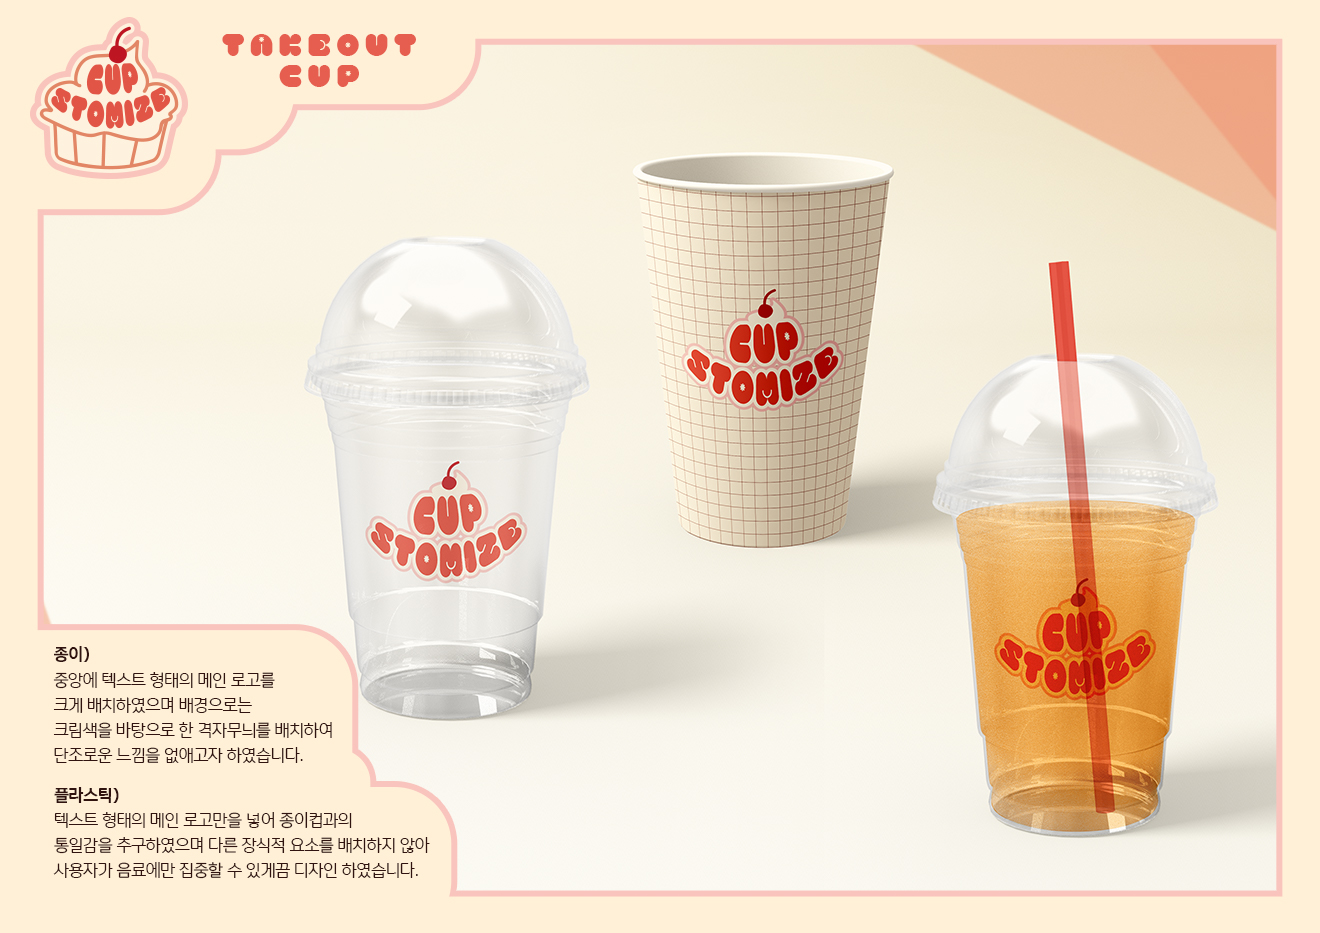 CUP
STOMIZE
TAKEOUT
CUP
CUP
STOMIZE
CUP
STOMIZE
CUP
STOMIZE
종이)
중앙에 텍스트 형태의 메인 로고를
크게 배치하였으며 배경으로는
크림색을 바탕으로 한 격자무늬를 배치하여
단조로운 느낌을 없애고자 하였습니다.
플라스틱)
텍스트 형태의 메인 로고만을 넣어 종이컵과의
통일감을 추구하였으며 다른 장식적 요소를 배치하지 않아
사용자가 음료에만 집중할 수 있게끔 디자인 하였습니다.